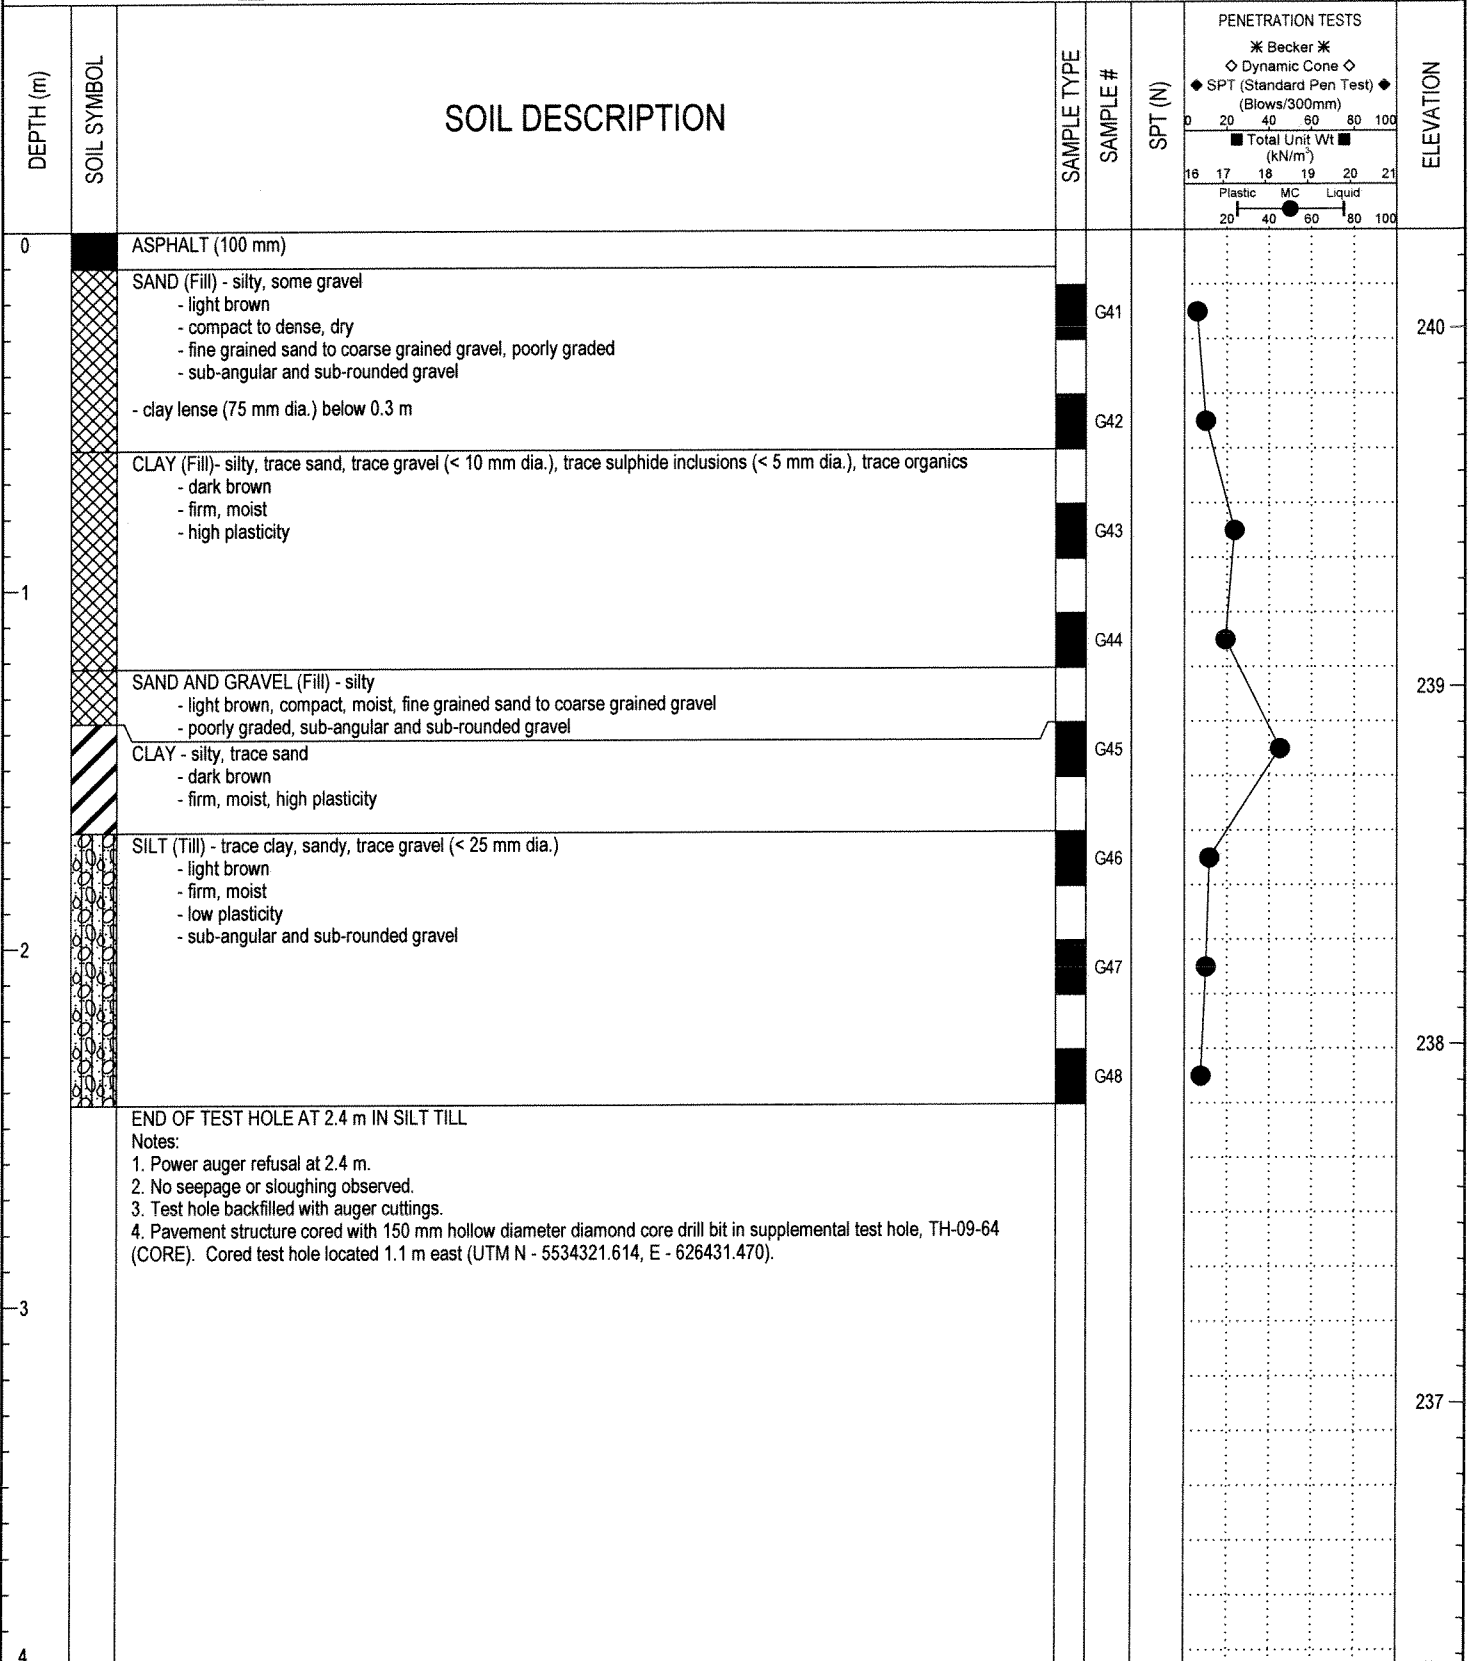 DEPTH (m)
SOIL SYMBOL
SOIL DESCRIPTION
SAMPLE TYPE
SAMPLE #
SPT (N)
PENETRATION TESTS
✳ Becker ✳
◇ Dynamic Cone ◇
◆ SPT (Standard Pen Test) ◆
(Blows/300mm)
0 20 40 60 80 100
■ Total Unit Wt ■
(kN/m³)
16 17 18 19 20 21
Plastic MC Liquid
20 40 60 80 100
ELEVATION
0
ASPHALT (100 mm)
SAND (Fill) - silty, some gravel
- light brown
G41
- compact to dense, dry
240
- fine grained sand to coarse grained gravel, poorly graded
- sub-angular and sub-rounded gravel
- clay lense (75 mm dia.) below 0.3 m
G42
CLAY (Fill)- silty, trace sand, trace gravel (< 10 mm dia.), trace sulphide inclusions (< 5 mm dia.), trace organics
- dark brown
- firm, moist
- high plasticity
G43
1
G44
SAND AND GRAVEL (Fill) - silty
239
- light brown, compact, moist, fine grained sand to coarse grained gravel
- poorly graded, sub-angular and sub-rounded gravel
CLAY - silty, trace sand
G45
- dark brown
- firm, moist, high plasticity
SILT (Till) - trace clay, sandy, trace gravel (< 25 mm dia.)
G46
- light brown
- firm, moist
- low plasticity
- sub-angular and sub-rounded gravel
2
G47
238
G48
END OF TEST HOLE AT 2.4 m IN SILT TILL
Notes:
1. Power auger refusal at 2.4 m.
2. No seepage or sloughing observed.
3. Test hole backfilled with auger cuttings.
4. Pavement structure cored with 150 mm hollow diameter diamond core drill bit in supplemental test hole, TH-09-64
(CORE).  Cored test hole located 1.1 m east (UTM N - 5534321.614, E - 626431.470).
3
237
4